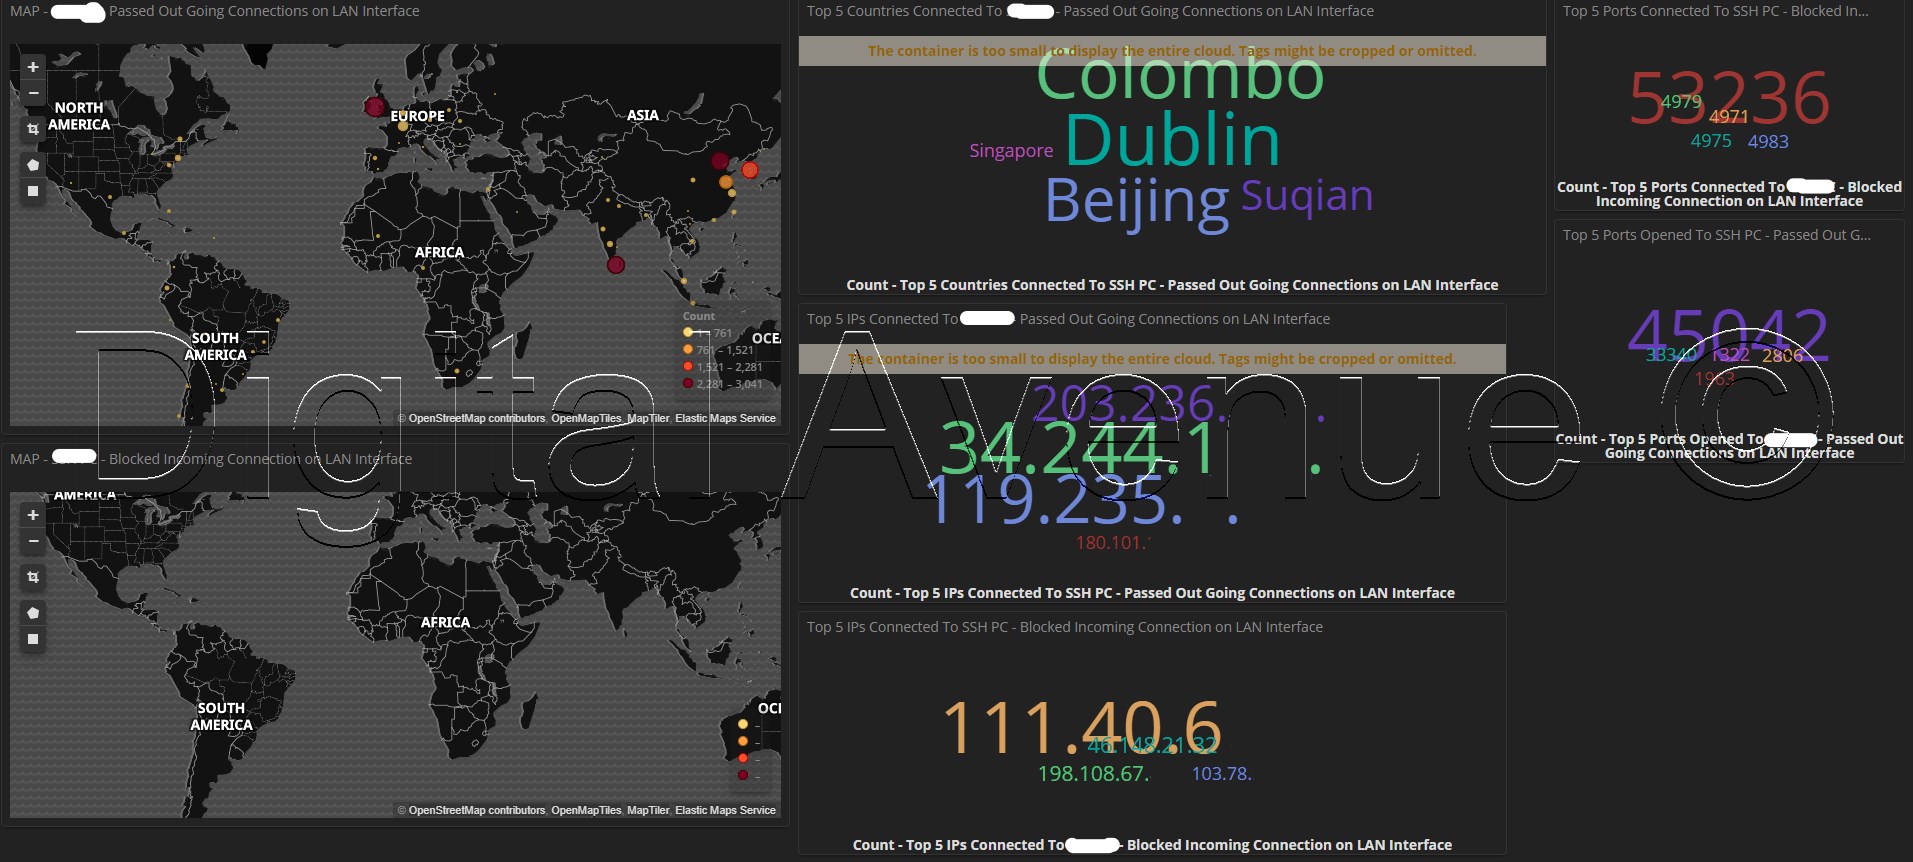 MAP - Passed Out Going Connections on LAN Interface
+
−
NORTH
AMERICA
EUROPE
ASIA
AFRICA
SOUTH
AMERICA
OCEA
Count
1 – 761
761 – 1,521
1,521 – 2,281
2,281 – 3,041
© OpenStreetMap contributors, OpenMapTiles, MapTiler, Elastic Maps Service
MAP - - Blocked Incoming Connection on LAN Interface
AMERICA
+
−
AFRICA
SOUTH
AMERICA
OCE
–
–
–
–
© OpenStreetMap contributors, OpenMapTiles, MapTiler, Elastic Maps Service
Top 5 Countries Connected To - Passed Out Going Connections on LAN Interface
The container is too small to display the entire cloud. Tags might be cropped or omitted.
Colombo
Dublin
Singapore
Beijing
Suqian
Count - Top 5 Countries Connected To SSH PC - Passed Out Going Connections on LAN Interface
Top 5 IPs Connected To Passed Out Going Connections on LAN Interface
The container is too small to display the entire cloud. Tags might be cropped or omitted.
203.236. .
34.244.1 .
119.235. .
180.101.
Count - Top 5 IPs Connected To SSH PC - Passed Out Going Connections on LAN Interface
Top 5 IPs Connected To SSH PC - Blocked Incoming Connection on LAN Interface
111.40.6
46.148.21.32
198.108.67.
103.78.
Count - Top 5 IPs Connected To - Blocked Incoming Connection on LAN Interface
Top 5 Ports Connected To SSH PC - Blocked In...
53236
4979
4971
4975
4983
Count - Top 5 Ports Connected To - Blocked
Incoming Connection on LAN Interface
Top 5 Ports Opened To SSH PC - Passed Out G...
45042
33340
1322
2806
1963
Count - Top 5 Ports Opened To - Passed Out
Going Connections on LAN Interface
Digital Avenue ©